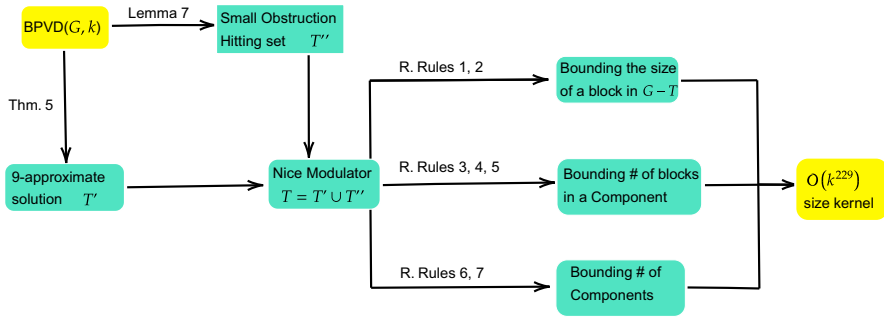 BPVD(G, k)
Lemma 7
Small Obstruction
Hitting set T′′
Thm. 5
9-approximate
solution T′
Nice Modulator
T = T′ ∪ T′′
R. Rules 1, 2
Bounding the size
of a block in G − T
R. Rules 3, 4, 5
Bounding # of blocks
in a Component
R. Rules 6, 7
Bounding # of
Components
O(k²²⁹)
size kernel